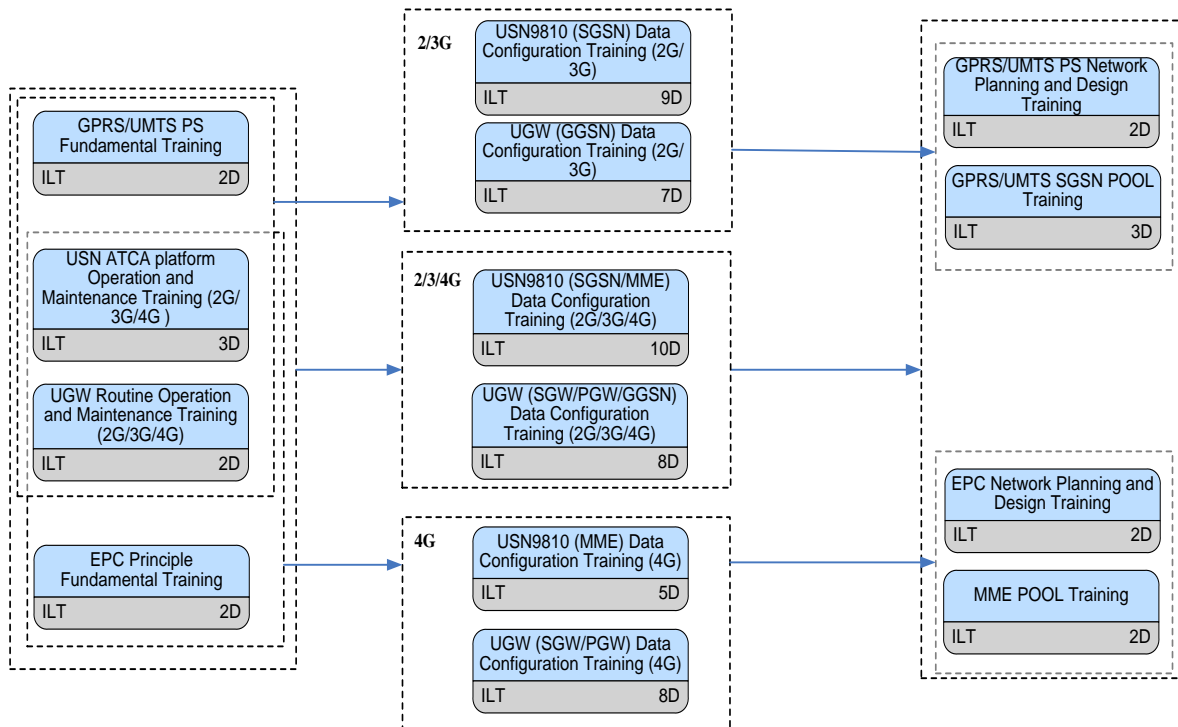 GPRS/UMTS PS
Fundamental Training
ILT 2D
USN ATCA platform
Operation and
Maintenance Training (2G/
3G/4G )
ILT 3D
UGW Routine Operation
and Maintenance Training
(2G/3G/4G)
ILT 2D
EPC Principle
Fundamental Training
ILT 2D
2/3G
USN9810 (SGSN) Data
Configuration Training (2G/
3G)
ILT 9D
UGW (GGSN) Data
Configuration Training (2G/
3G)
ILT 7D
2/3/4G
USN9810 (SGSN/MME)
Data Configuration
Training (2G/3G/4G)
ILT 10D
UGW (SGW/PGW/GGSN)
Data Configuration
Training (2G/3G/4G)
ILT 8D
4G
USN9810 (MME) Data
Configuration Training (4G)
ILT 5D
UGW (SGW/PGW) Data
Configuration Training (4G)
ILT 8D
GPRS/UMTS PS Network
Planning and Design
Training
ILT 2D
GPRS/UMTS SGSN POOL
Training
ILT 3D
EPC Network Planning and
Design Training
ILT 2D
MME POOL Training
ILT 2D